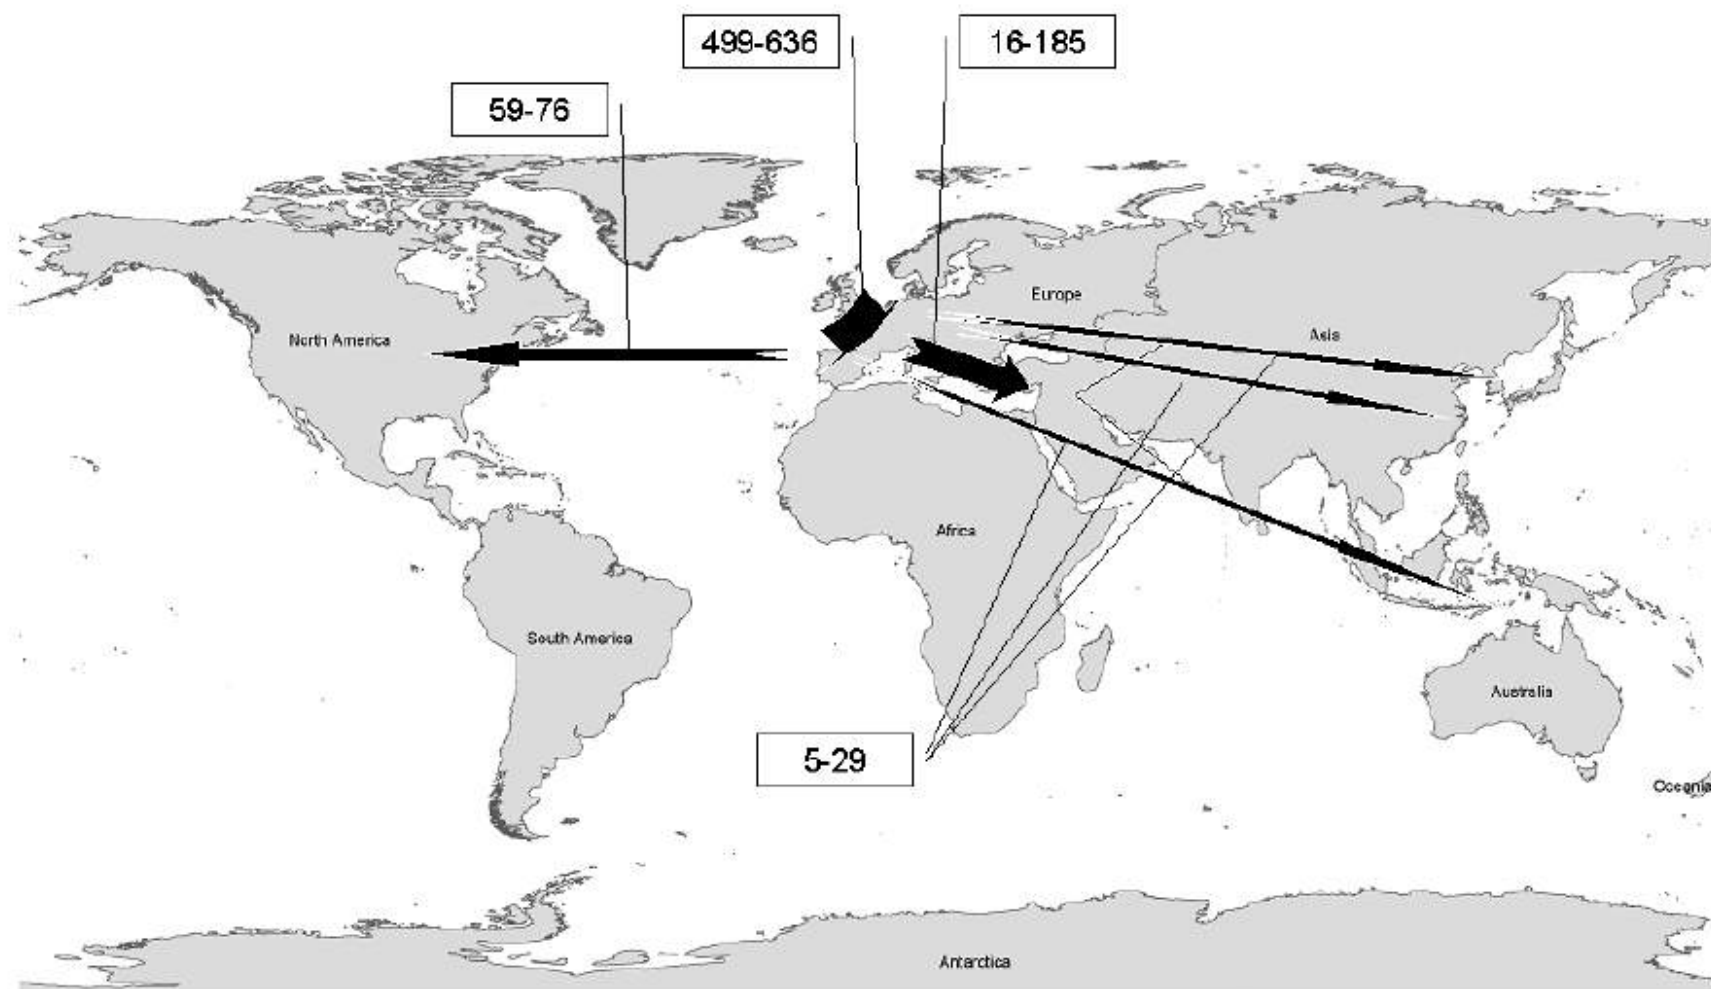 499-636
16-185
59-76
Europe
North America
Asia
Africa
South America
Australia
5-29
Oceania
Antarctica